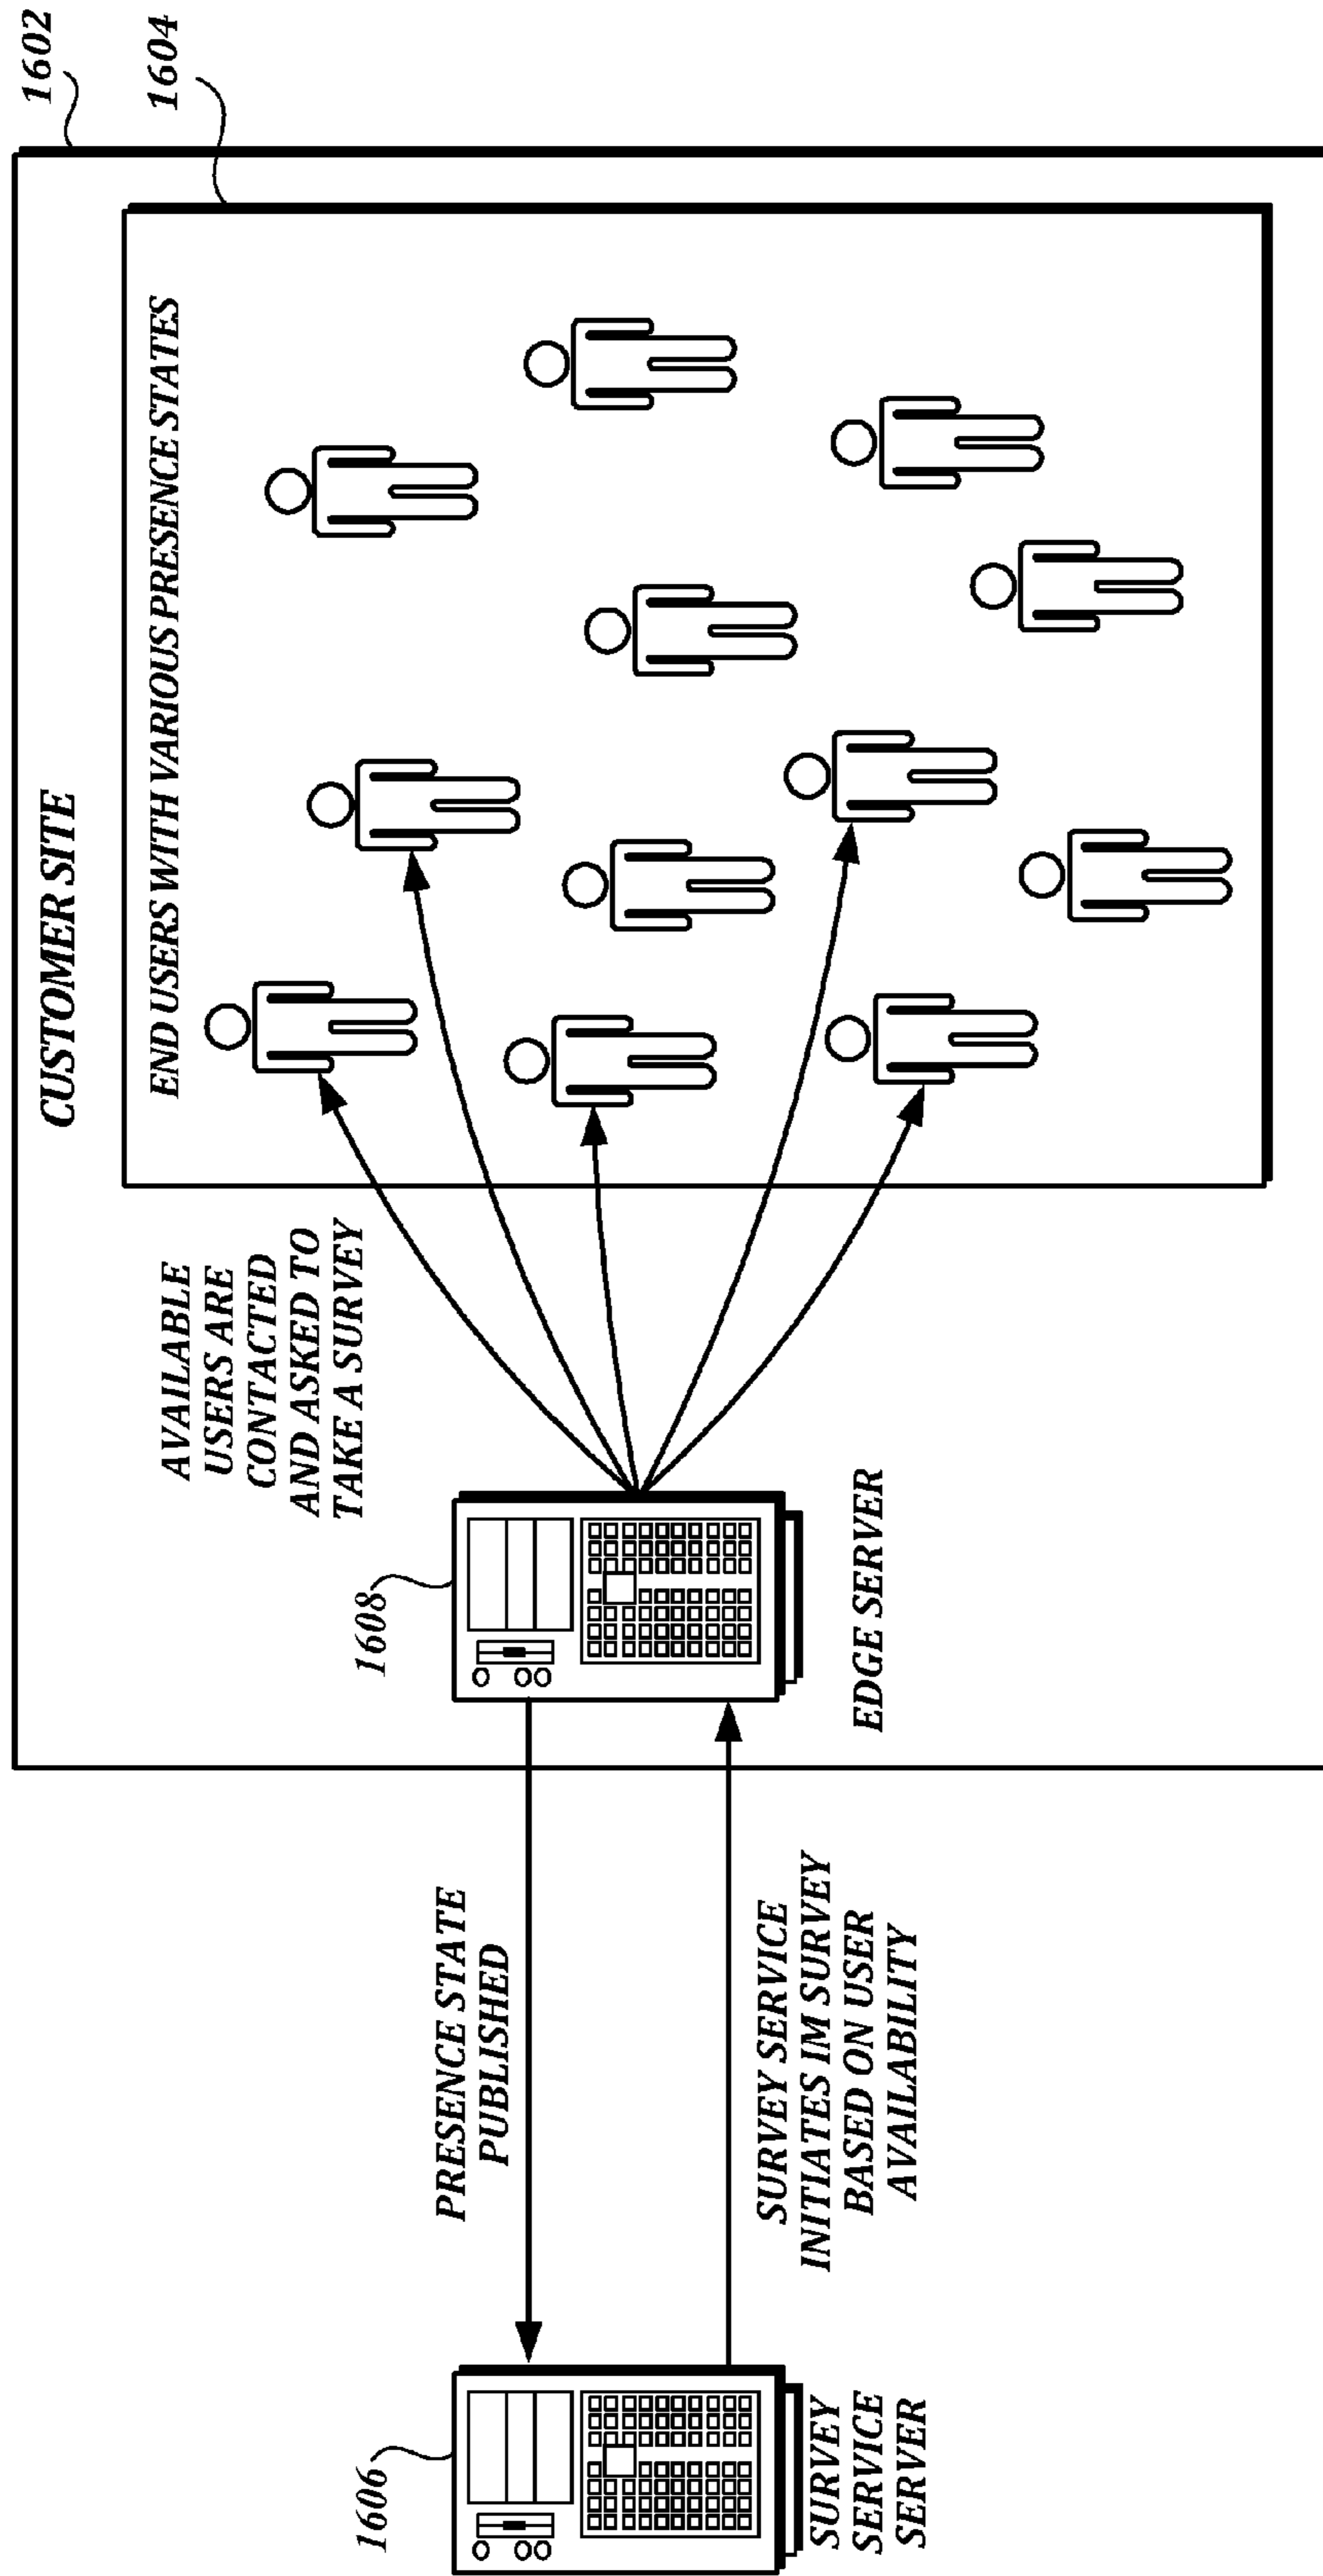 CUSTOMER SITE
1602
1604
END USERS WITH VARIOUS PRESENCE STATES
AVAILABLE
USERS ARE
CONTACTED
AND ASKED TO
TAKE A SURVEY
1608
EDGE SERVER
PRESENCE STATE
PUBLISHED
SURVEY SERVICE
INITIATES IM SURVEY
BASED ON USER
AVAILABILITY
1606
SURVEY
SERVICE
SERVER